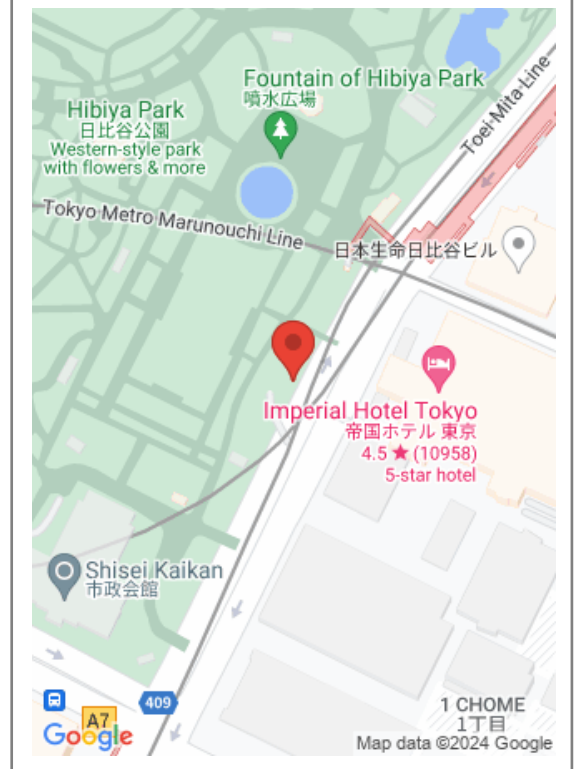 Toei-Mita-Line
Fountain of Hibiya Park
噴水広場
Hibiya Park
日比谷公園
Western-style park
with flowers & more
Tokyo Metro Marunouchi Line
日本生命日比谷ビル
Imperial Hotel Tokyo
帝国ホテル 東京
4.5 ★ (10958)
5-star hotel
Shisei Kaikan
市政会館
409
A7
1 CHOME
1丁目
Google
Map data ©2024 Google